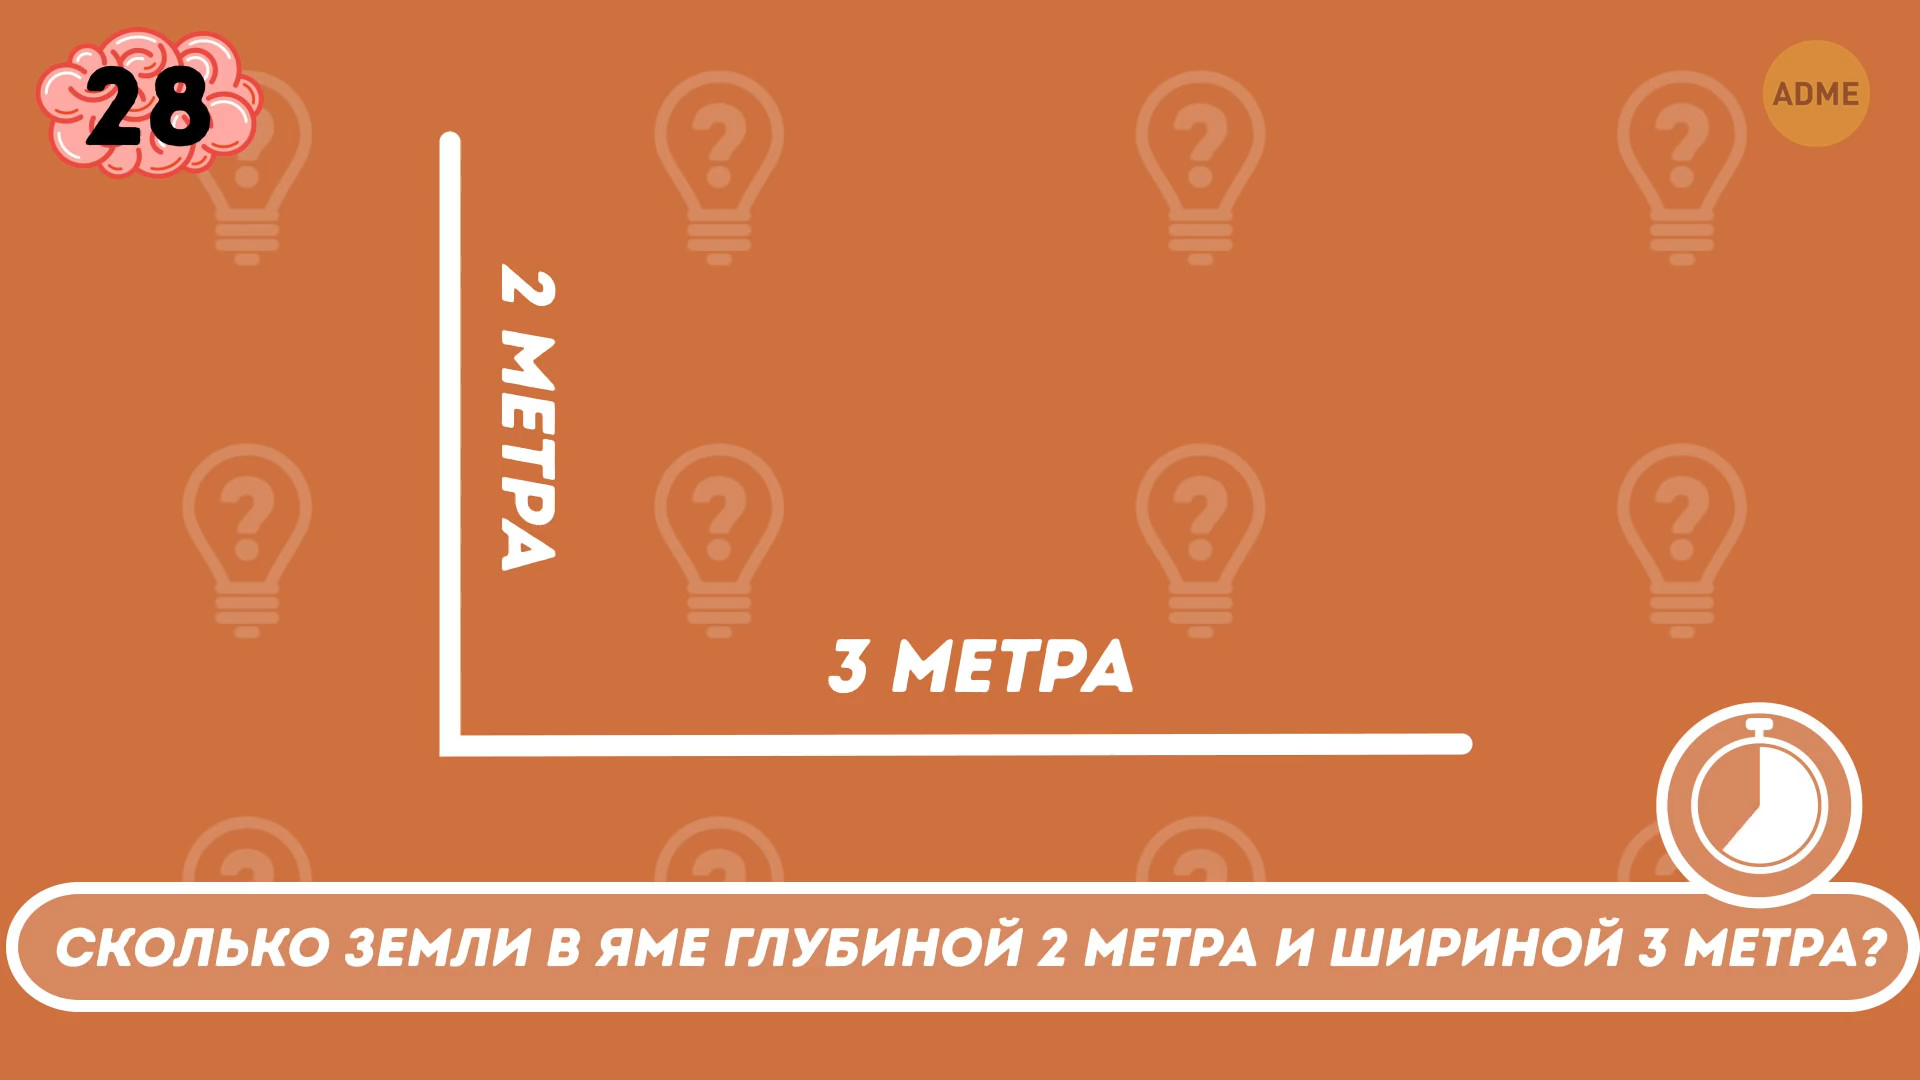 28
ADME
2 МЕТРА
3 МЕТРА
СКОЛЬКО ЗЕМЛИ В ЯМЕ ГЛУБИНОЙ 2 МЕТРА И ШИРИНОЙ 3 МЕТРА?